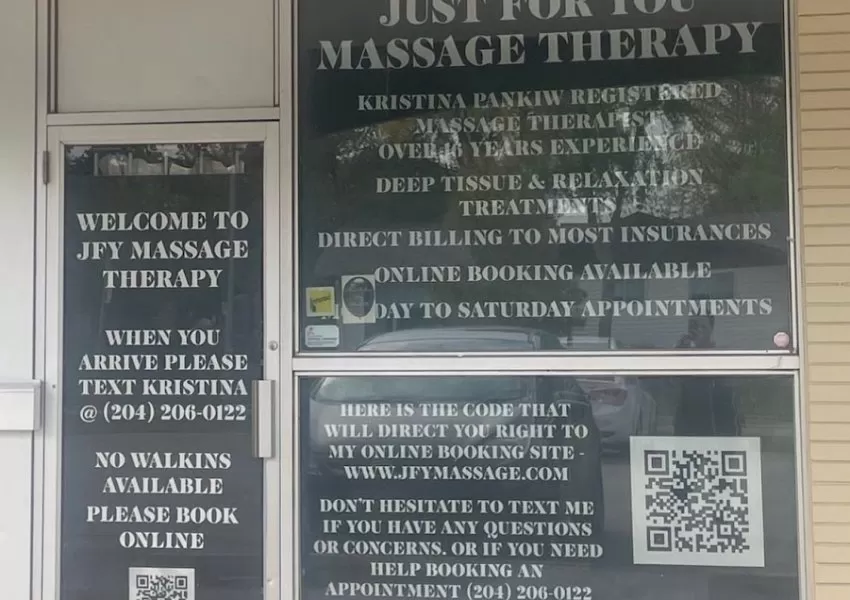 JUST FOR YOU
MASSAGE THERAPY
KRISTINA PANKIW REGISTERED
MASSAGE THERAPIST
OVER 16 YEARS EXPERIENCE
DEEP TISSUE & RELAXATION
TREATMENTS
DIRECT BILLING TO MOST INSURANCES
ONLINE BOOKING AVAILABLE
DAY TO SATURDAY APPOINTMENTS
WELCOME TO
JFY MASSAGE
THERAPY
WHEN YOU
ARRIVE PLEASE
TEXT KRISTINA
@ (204) 206-0122
NO WALKINS
AVAILABLE
PLEASE BOOK
ONLINE
HERE IS THE CODE THAT
WILL DIRECT YOU RIGHT TO
MY ONLINE BOOKING SITE -
WWW.JFYMASSAGE.COM
DON'T HESITATE TO TEXT ME
IF YOU HAVE ANY QUESTIONS
OR CONCERNS. OR IF YOU NEED
HELP BOOKING AN
APPOINTMENT (204) 206-0122